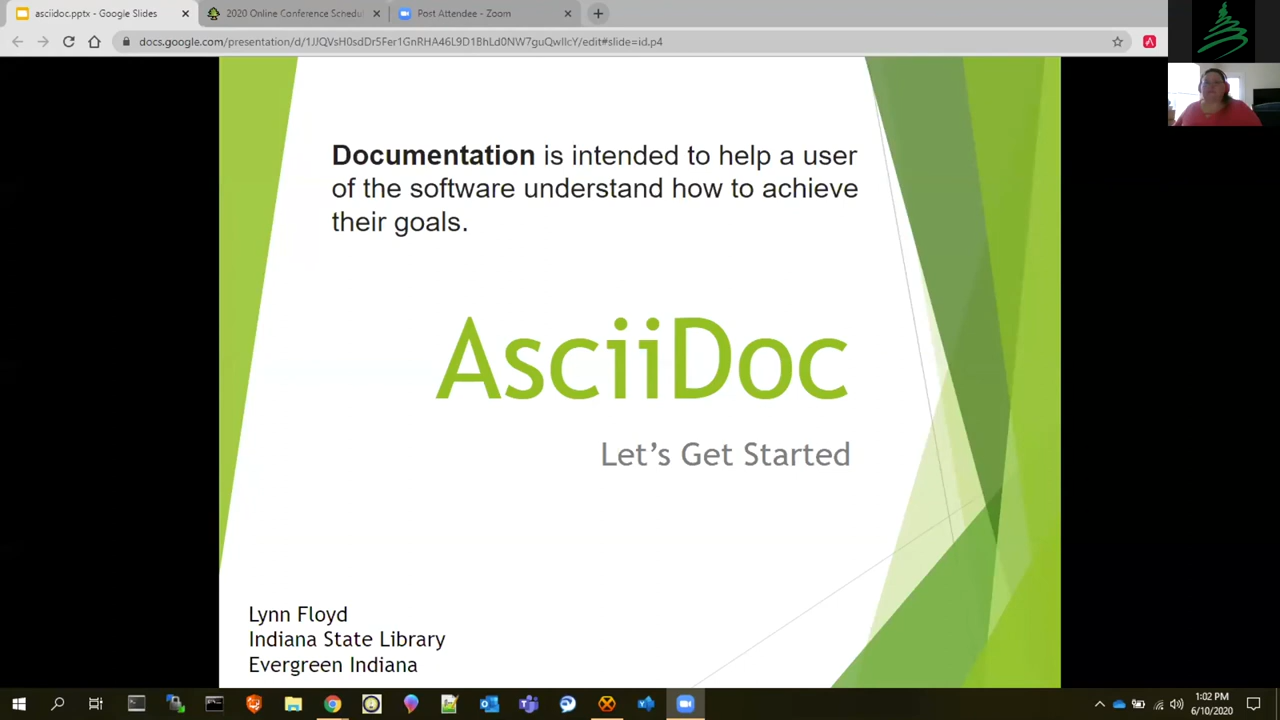 asciidoc.pptx - Google Slides
2020 Online Conference Schedu
Post Attendee - Zoom
docs.google.com/presentation/d/1JJQVsH0sdDr5Fer1GnRHA46L9D1BhLd0NW7guQwIlcY/edit#slide=id.p4
Documentation is intended to help a user
of the software understand how to achieve
their goals.
AsciiDoc
Let's Get Started
Lynn Floyd
Indiana State Library
Evergreen Indiana
1:02 PM
6/10/2020